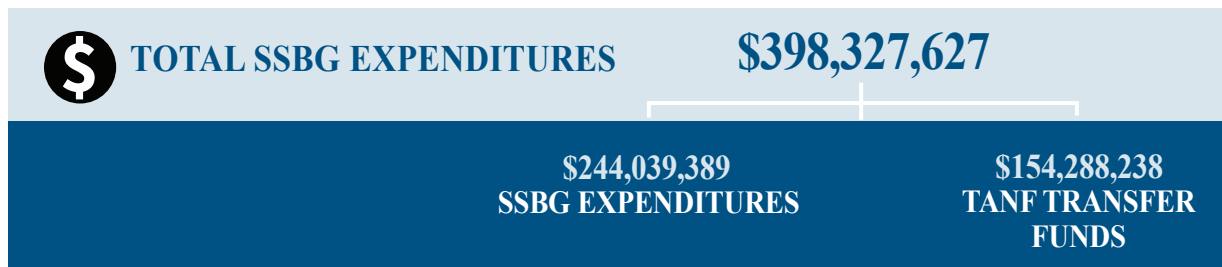 $ TOTAL SSBG EXPENDITURES $398,327,627
$244,039,389
SSBG EXPENDITURES
$154,288,238
TANF TRANSFER
FUNDS